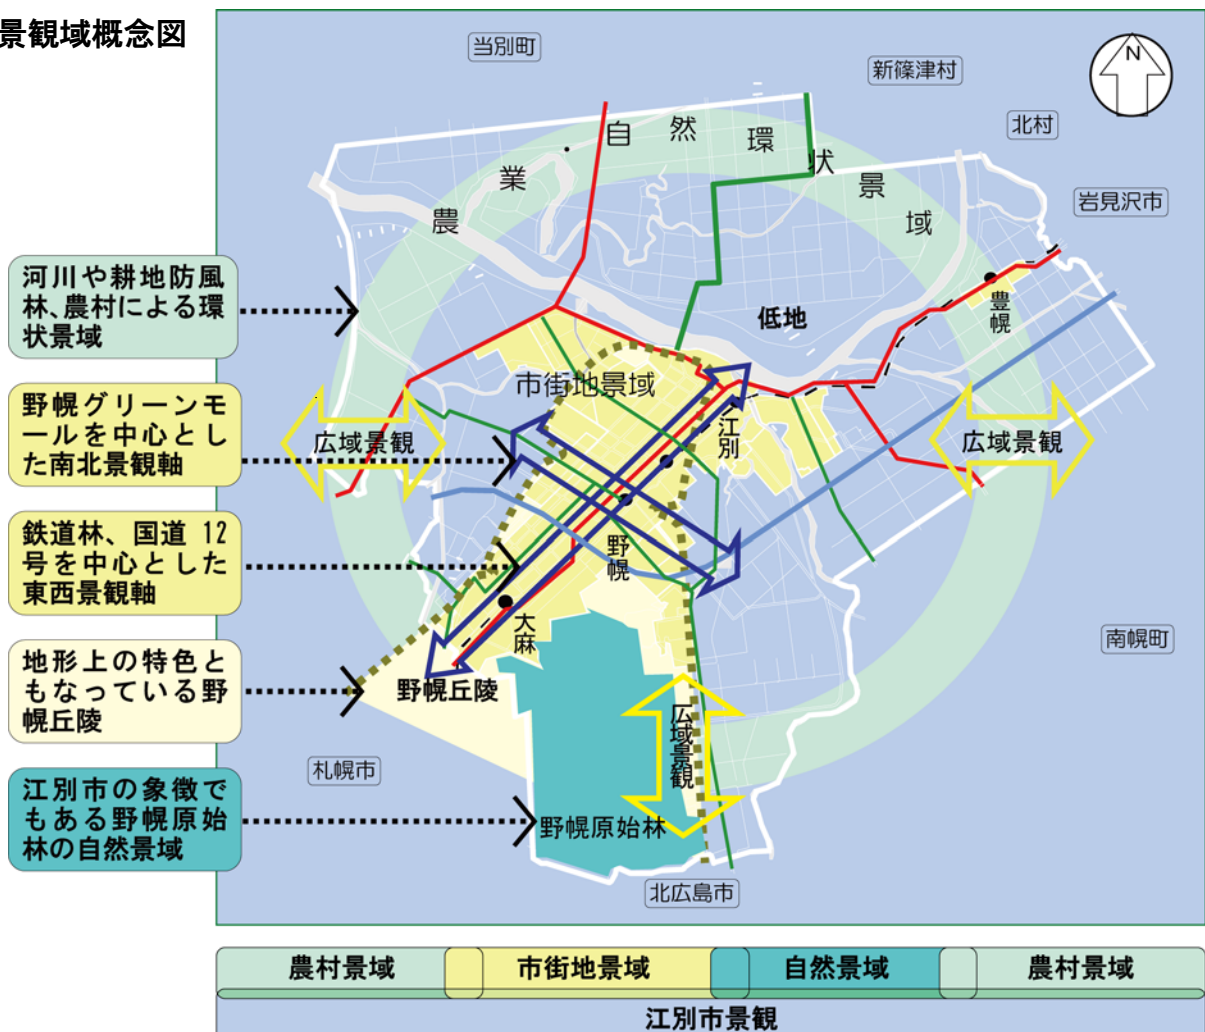 景観域概念図
当別町
新篠津村
N
北村
岩見沢市
農業自然環状景域
河川や耕地防風
林、農村による環
状景域
豊幌
低地
市街地景域
野幌グリーンモ
ールを中心とし
た南北景観軸
広域景観
江別
広域景観
鉄道林、国道 12
号を中心とした
東西景観軸
野幌
大麻
南幌町
地形上の特色と
もなっている野
幌丘陵
野幌丘陵
広域景観
札幌市
江別市の象徴で
もある野幌原始
林の自然景域
野幌原始林
北広島市
農村景域 市街地景域 自然景域 農村景域
江別市景観